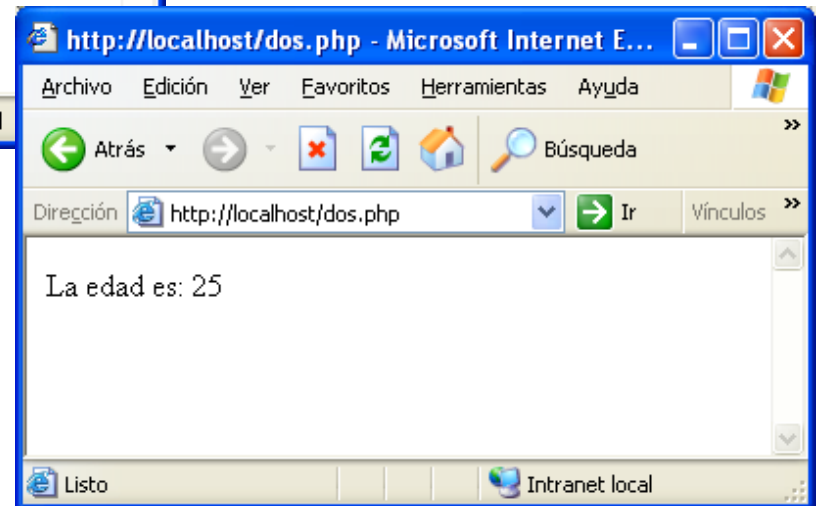 http://localhost/dos.php - Microsoft Internet E...
Archivo Edición Ver Favoritos Herramientas Ayuda
Atrás Búsqueda »
Dirección http://localhost/dos.php Ir Vínculos »
La edad es: 25
Listo Intranet local